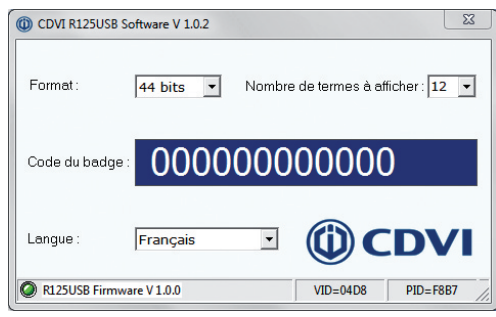 CDVI R125USB Software V 1.0.2
Format : 44 bits Nombre de termes à afficher : 12
Code du badge : 000000000000
Langue : Français CDVI
R125USB Firmware V 1.0.0 VID=04D8 PID=F8B7